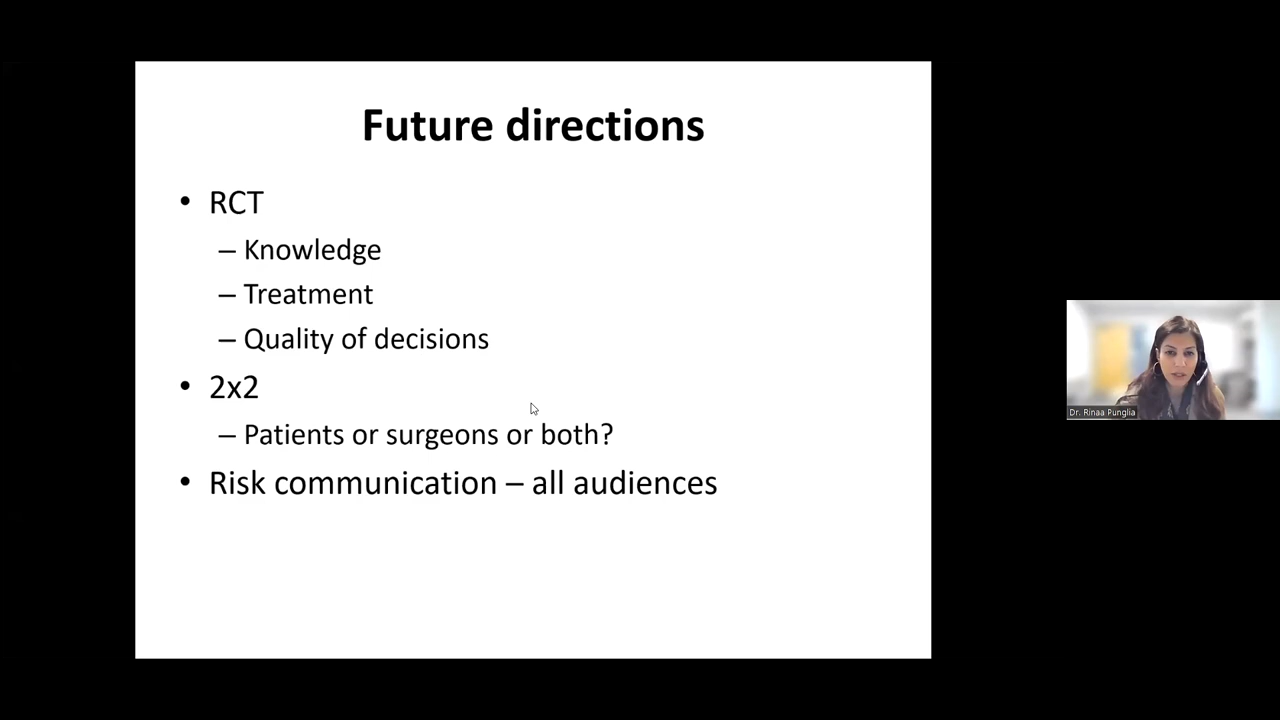 Future directions
• RCT
– Knowledge
– Treatment
– Quality of decisions
• 2x2
– Patients or surgeons or both?
• Risk communication – all audiences
Dr. Rinaa Punglia